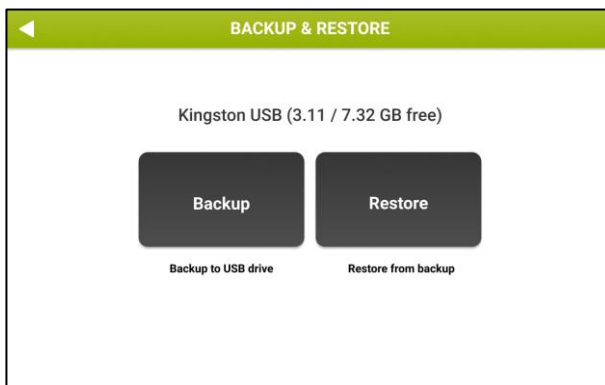 BACKUP & RESTORE
Kingston USB (3.11 / 7.32 GB free)
Backup
Restore
Backup to USB drive
Restore from backup